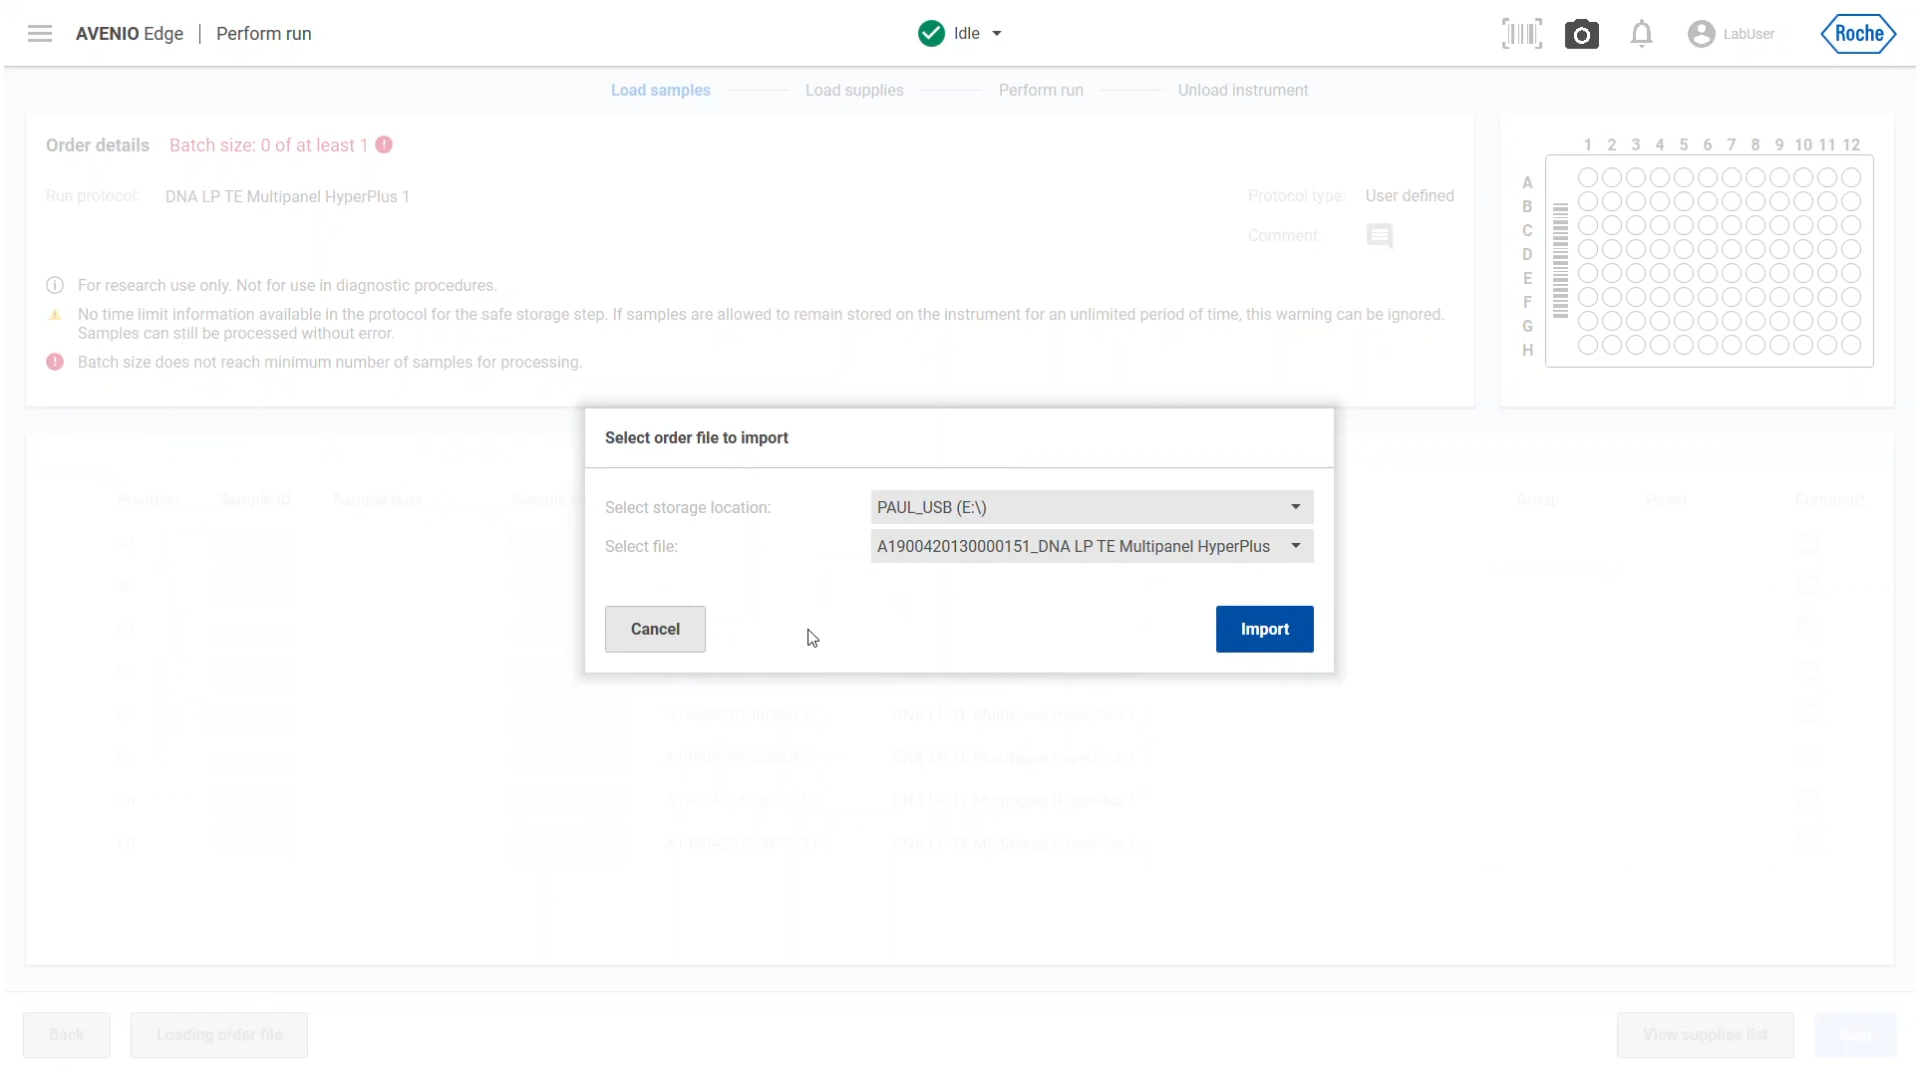 AVENIO Edge | Perform run
Idle
LabUser
Roche
Load samples
Load supplies
Perform run
Unload instrument
Order details
Batch size: 0 of at least 1
Run protocol:
DNA LP TE Multipanel HyperPlus 1
Protocol type:
User defined
Comment:
For research use only. Not for use in diagnostic procedures.
No time limit information available in the protocol for the safe storage step. If samples are allowed to remain stored on the instrument for an unlimited period of time, this warning can be ignored.
Samples can still be processed without error.
Batch size does not reach minimum number of samples for processing.
1 2 3 4 5 6 7 8 9 10 11 12
A
B
C
D
E
F
G
H
Select order file to import
Select storage location:
PAUL_USB (E:\)
Select file:
A1900420130000151_DNA LP TE Multipanel HyperPlus
Cancel
Import
Position
Sample ID
Sample type
Group
Panel
Comment
DNA LP TE Multipanel HyperPlus 1
DNA LP TE Multipanel HyperPlus 1
DNA LP TE Multipanel HyperPlus 1
DNA LP TE Multipanel HyperPlus 1
Back
Loading order file
View supplies list
Next